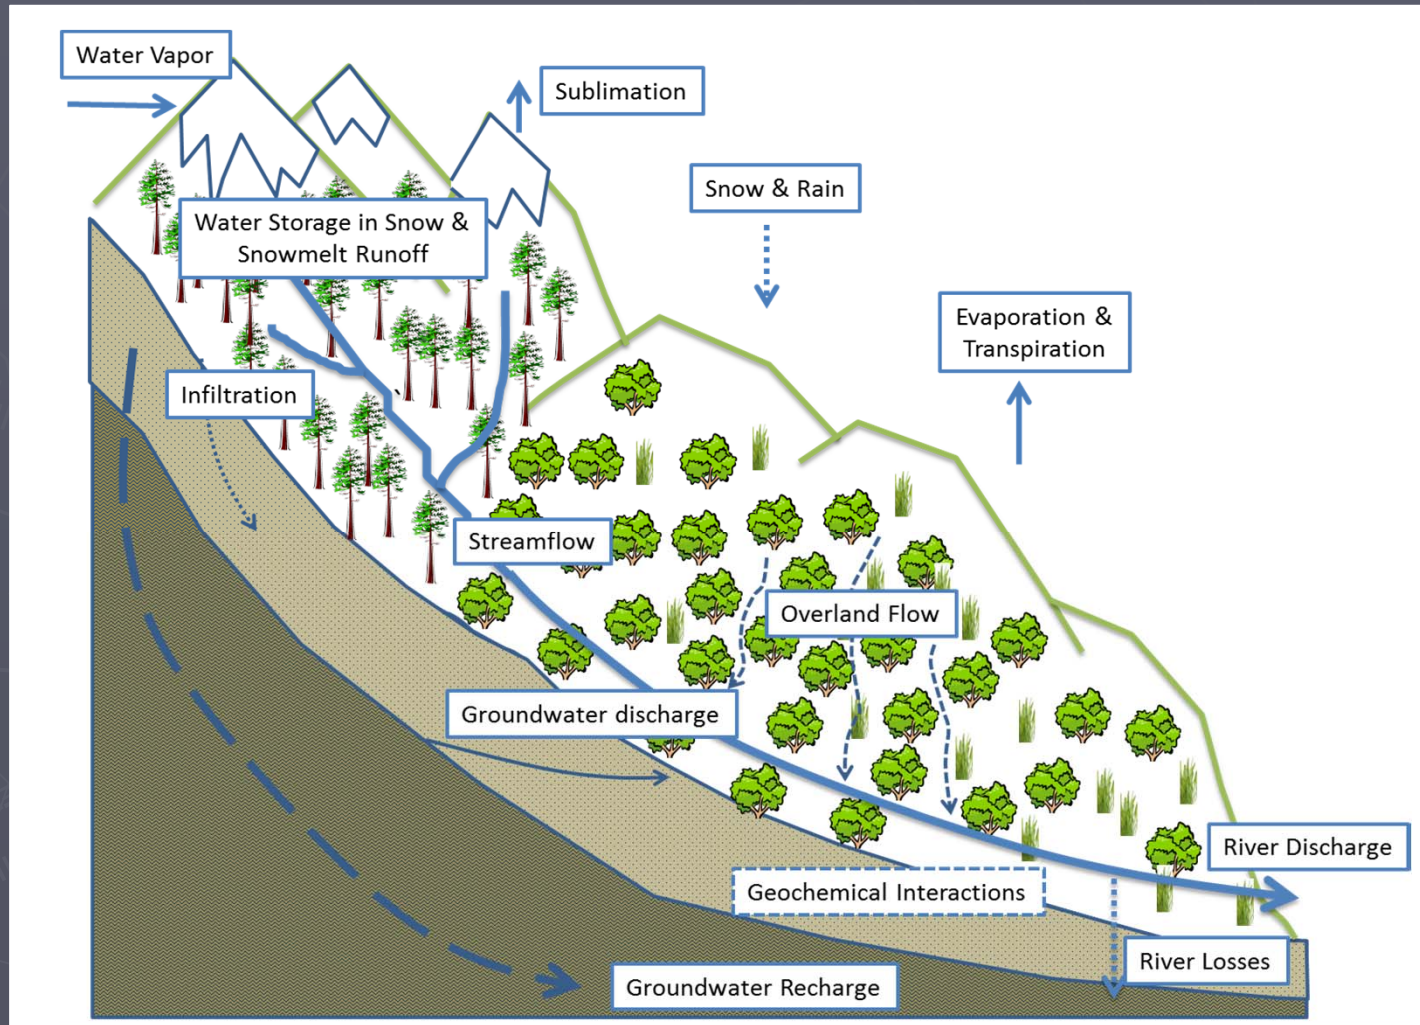 Water Vapor
Sublimation
Snow & Rain
Water Storage in Snow &
Snowmelt Runoff
Evaporation &
Transpiration
Infiltration
Streamflow
Overland Flow
Groundwater discharge
River Discharge
Geochemical Interactions
River Losses
Groundwater Recharge